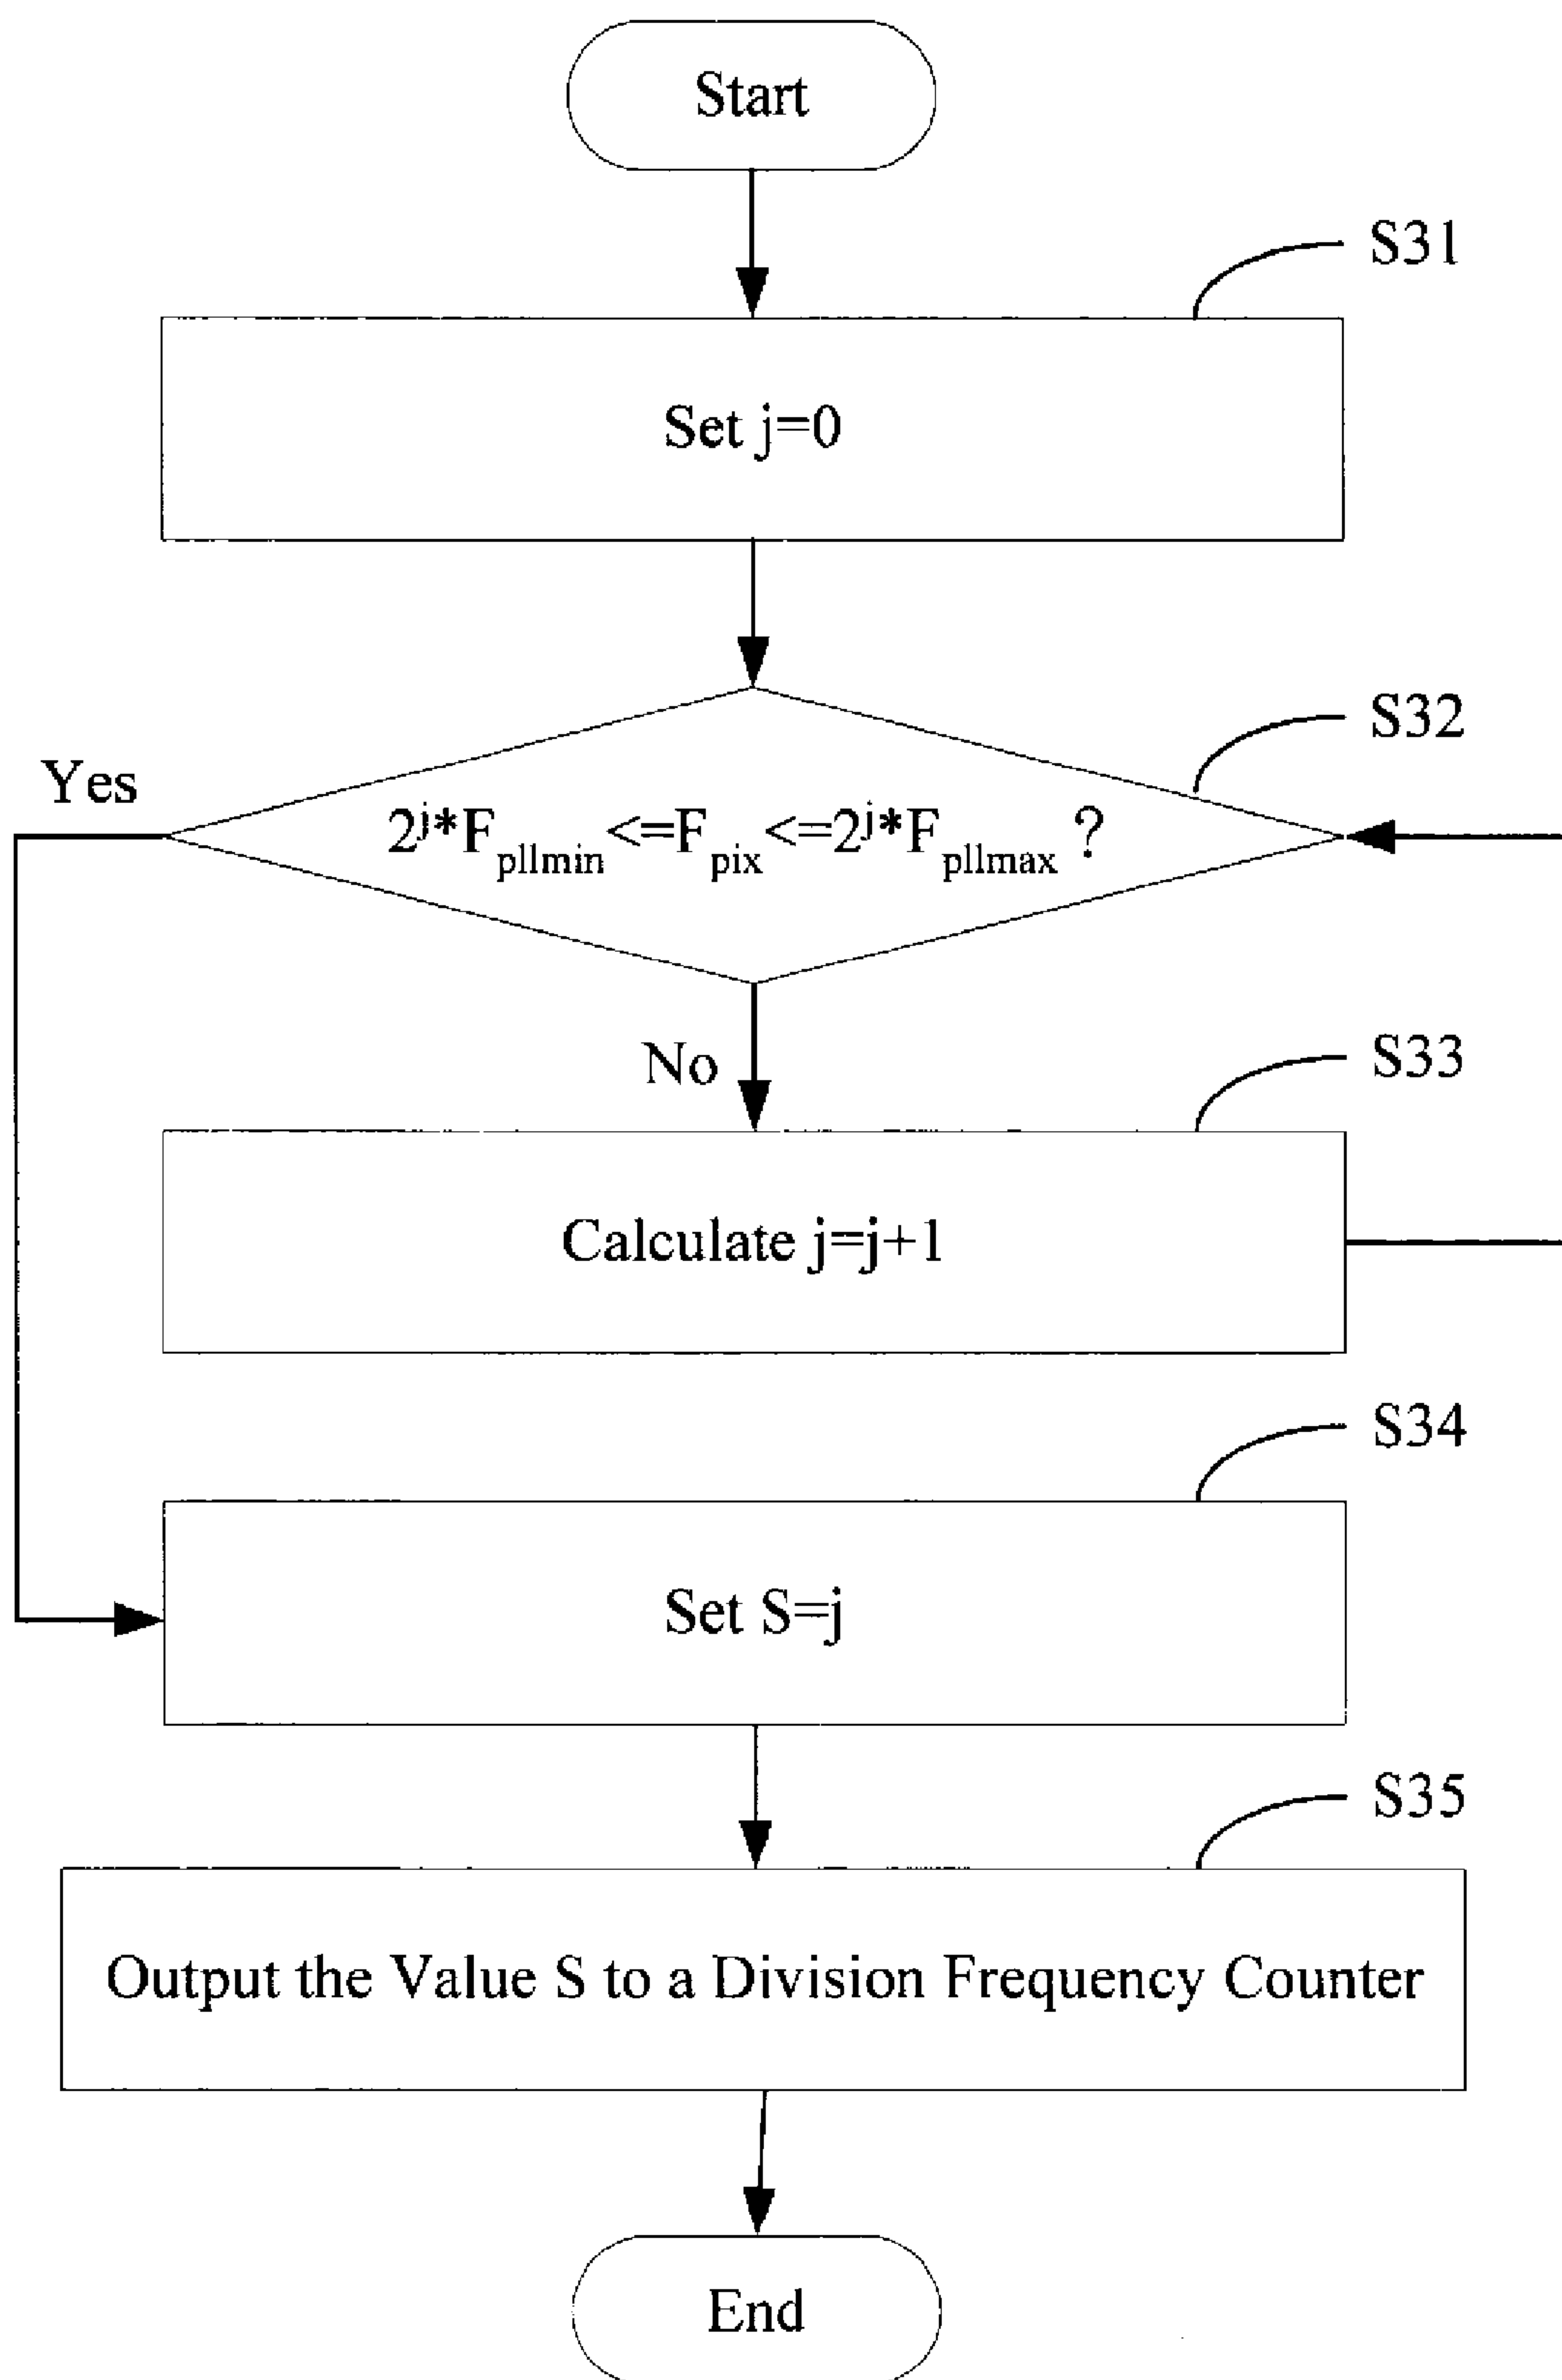 Start
S31
Set j=0
S32
Yes
2^j*F_pllmin <=F_pix<=2^j*F_pllmax ?
No
S33
Calculate j=j+1
S34
Set S=j
S35
Output the Value S to a Division Frequency Counter
End